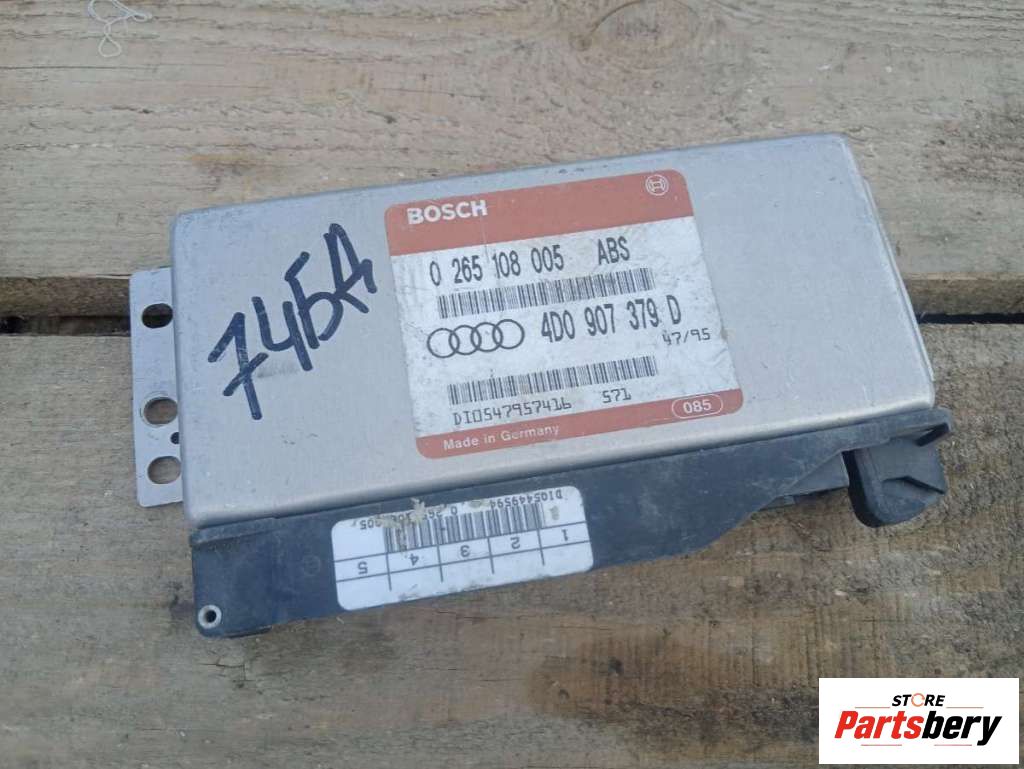 74БА
BOSCH
0 265 108 005 ABS
4D0 907 379 D
47/95
DI0547957416 571
Made in Germany 085
1 2 3 4 5
STORE
Partsbery